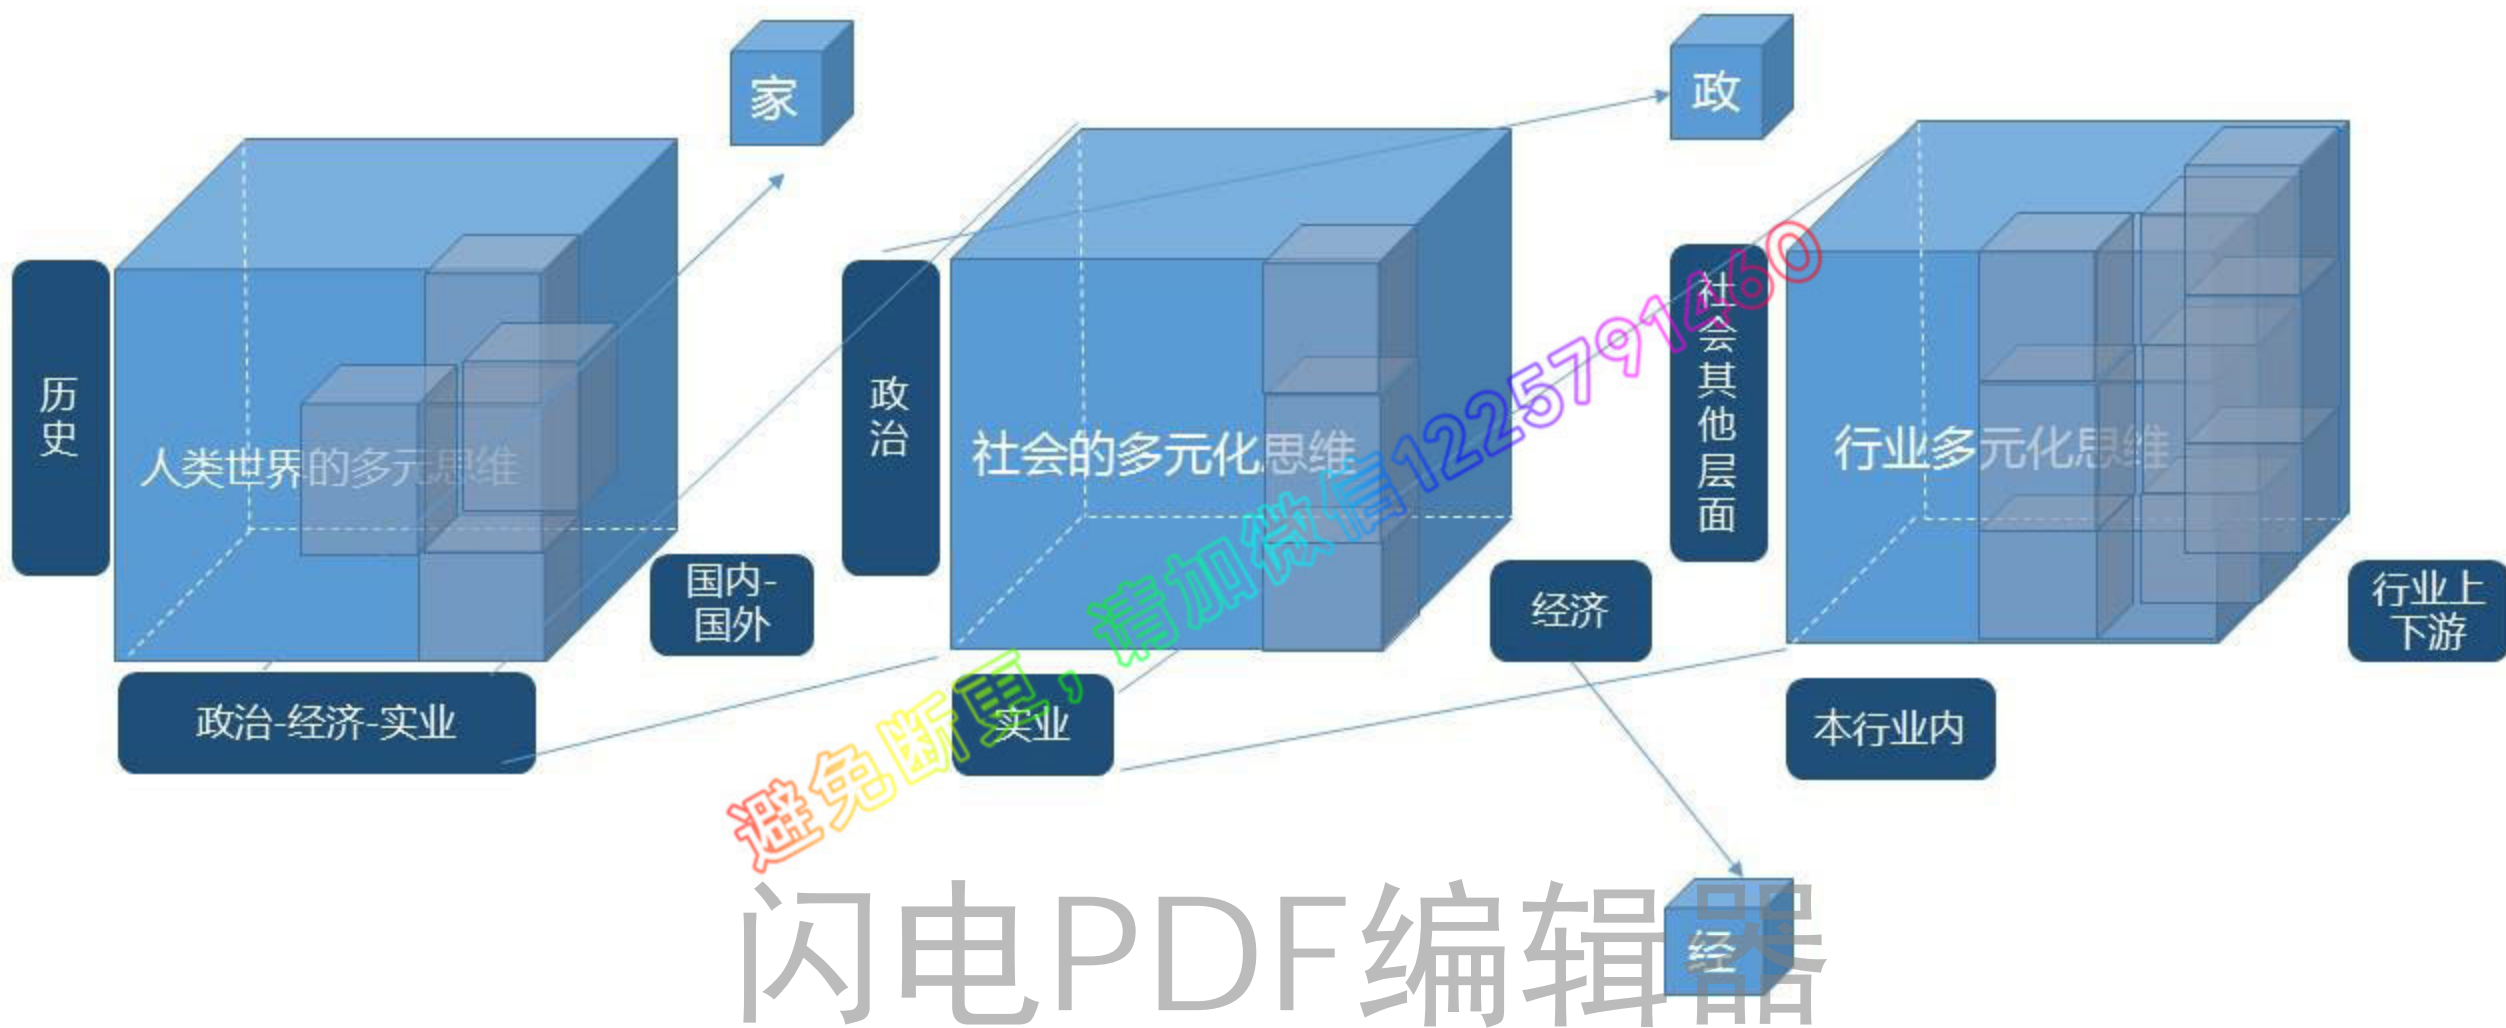 家
政
历
史
人类世界的多元思维
国内-
国外
政治-经济-实业
政
治
社会的多元化思维
经济
实业
社
会
其
他
层
面
行业多元化思维
行业上
下游
本行业内
经
避免断更，请加微信1225791460
闪电PDF编辑器